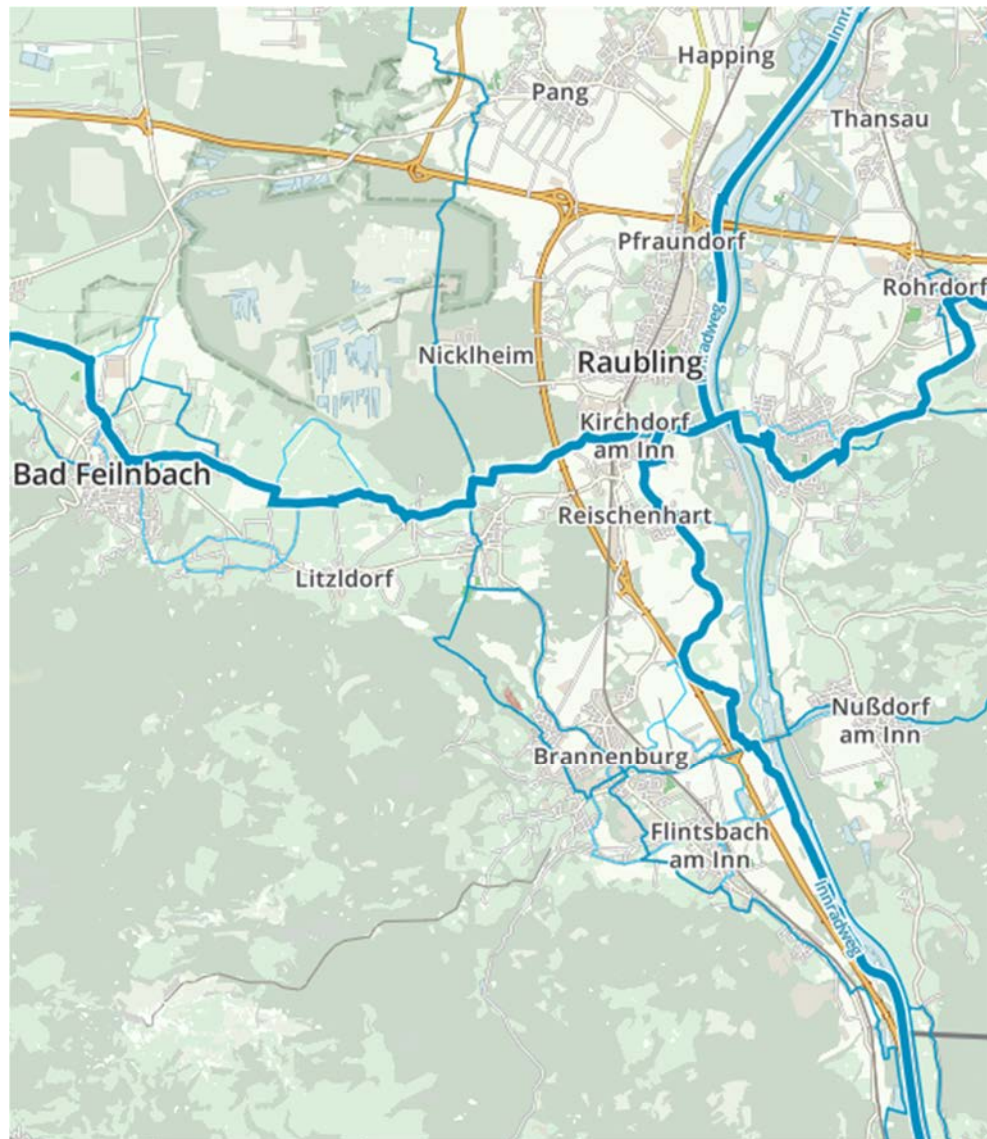 Innradweg
Happing
Pang
Thansau
Pfraundorf
Rohrdorf
Innradweg
Nicklheim
Raubling
Kirchdorf
am Inn
Bad Feilnbach
Reischenhart
Litzldorf
Nußdorf
am Inn
Brannenburg
Flintsbach
am Inn
Innradweg